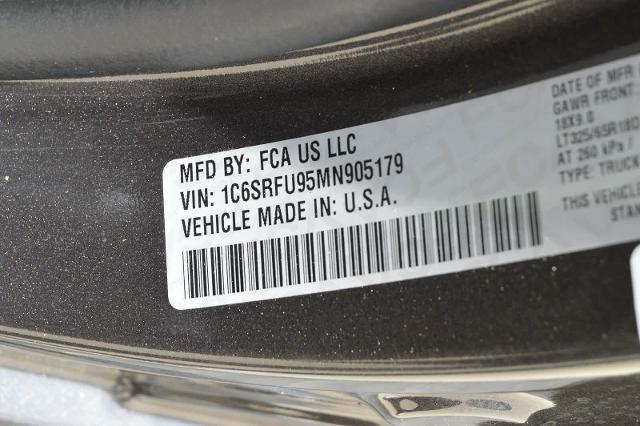 MFD BY: FCA US LLC
VIN: 1C6SRFU95MN905179
VEHICLE MADE IN: U.S.A.
DATE OF MFR
GAWR FRONT
18X9.0
LT325/65R18D
AT 260 kPa /
TYPE: TRUCK
THIS VEHIC
STAN